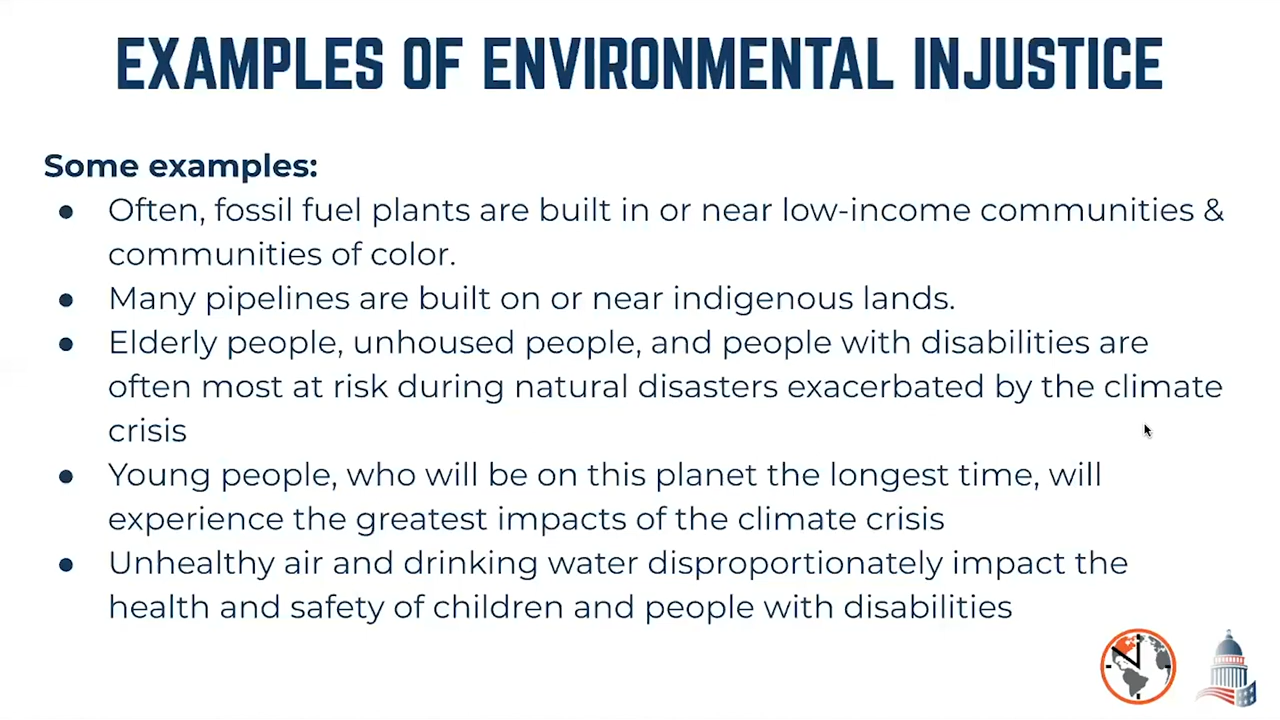 EXAMPLES OF ENVIRONMENTAL INJUSTICE
Some examples:
● Often, fossil fuel plants are built in or near low-income communities &
communities of color.
● Many pipelines are built on or near indigenous lands.
● Elderly people, unhoused people, and people with disabilities are
often most at risk during natural disasters exacerbated by the climate
crisis
● Young people, who will be on this planet the longest time, will
experience the greatest impacts of the climate crisis
● Unhealthy air and drinking water disproportionately impact the
health and safety of children and people with disabilities